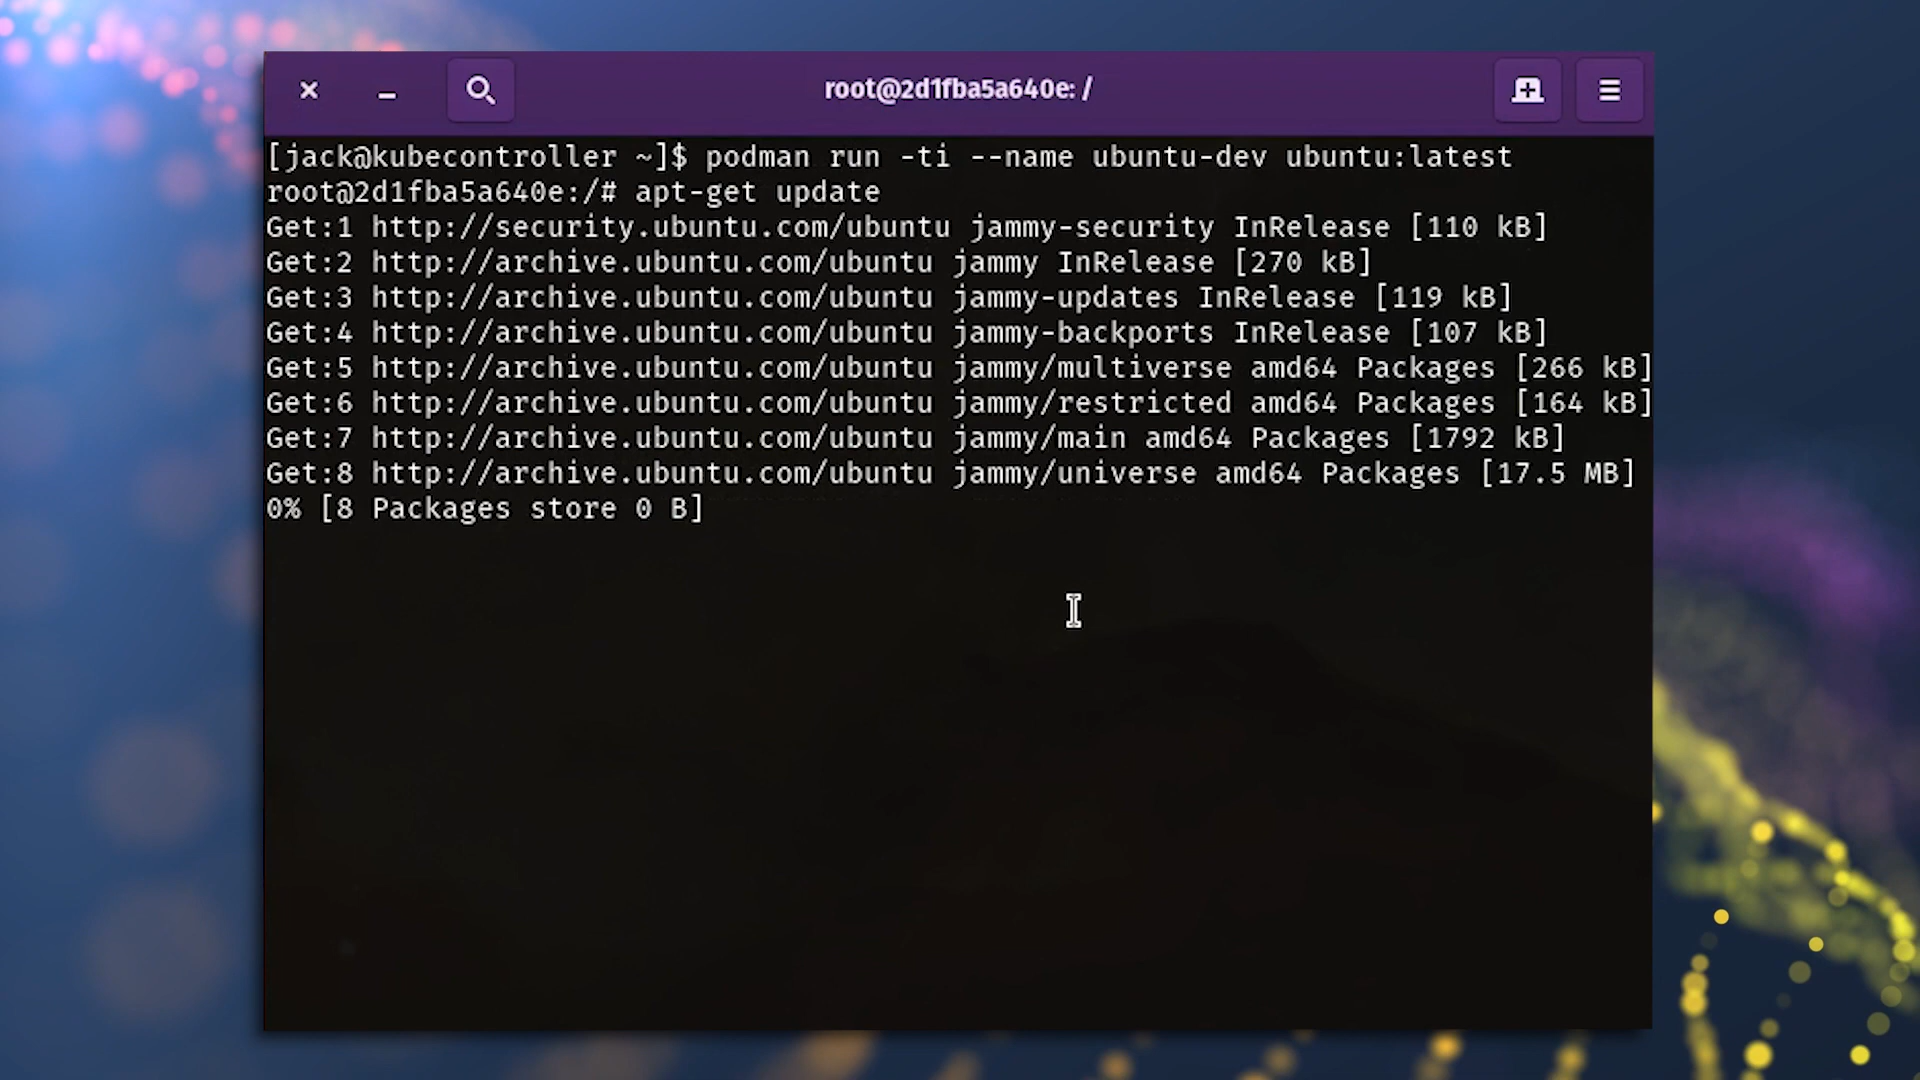 root@2d1fba5a640e: /
[jack@kubecontroller ~]$ podman run -ti --name ubuntu-dev ubuntu:latest
root@2d1fba5a640e:/# apt-get update
Get:1 http://security.ubuntu.com/ubuntu jammy-security InRelease [110 kB]
Get:2 http://archive.ubuntu.com/ubuntu jammy InRelease [270 kB]
Get:3 http://archive.ubuntu.com/ubuntu jammy-updates InRelease [119 kB]
Get:4 http://archive.ubuntu.com/ubuntu jammy-backports InRelease [107 kB]
Get:5 http://archive.ubuntu.com/ubuntu jammy/multiverse amd64 Packages [266 kB]
Get:6 http://archive.ubuntu.com/ubuntu jammy/restricted amd64 Packages [164 kB]
Get:7 http://archive.ubuntu.com/ubuntu jammy/main amd64 Packages [1792 kB]
Get:8 http://archive.ubuntu.com/ubuntu jammy/universe amd64 Packages [17.5 MB]
0% [8 Packages store 0 B]